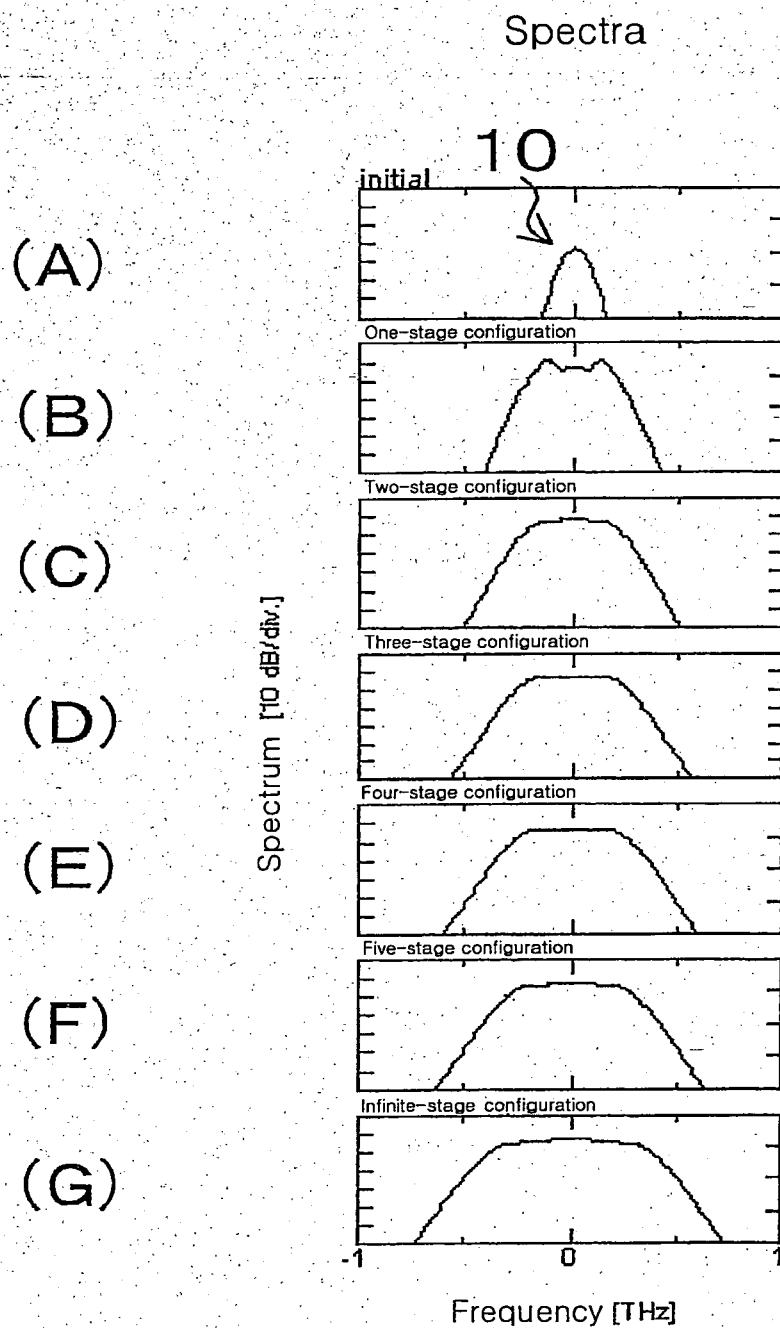 Spectra
10
initial
(A)
One-stage configuration
(B)
Two-stage configuration
(C)
Three-stage configuration
(D)
Four-stage configuration
(E)
Five-stage configuration
(F)
Infinite-stage configuration
(G)
Spectrum [10 dB/div.]
-1 0 1
Frequency [THz]